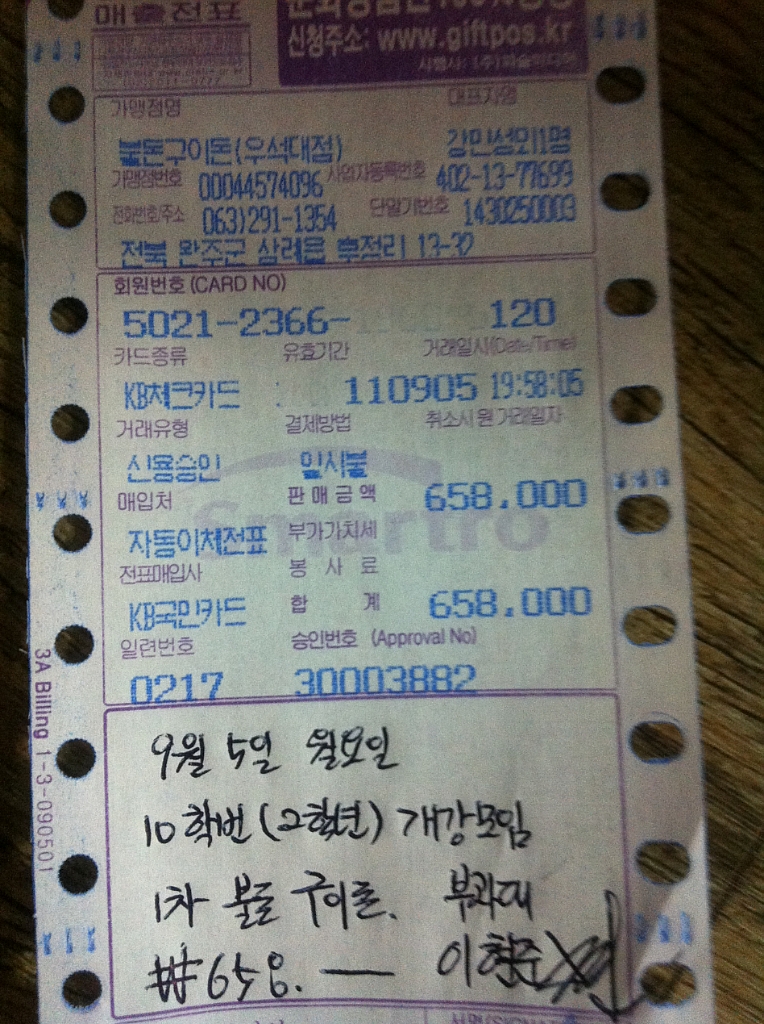 매출전표
신청주소: www.giftpos.kr
가맹점명 대표자명
불돈구이돈(우석대점) 강민성외1명
가맹점번호 00044574096 사업자등록번호 402-13-77699
전화번호/주소 063)291-1354 단말기번호 1430250003
전북 완주군 삼례읍 후정리 13-32
회원번호 (CARD NO)
5021-2366- 120
카드종류 유효기간 거래일시(Date/Time)
KB체크카드 110905 19:58:05
거래유형 결제방법 취소시 원 거래일자
신용승인 일시불
매입처 판매금액 658,000
Smartro
자동이체전표 부가가치세
전표매입사 봉사료
KB국민카드 합계 658,000
일련번호 승인번호 (Approval No)
0217 30003882
3A Billing 1-3-090501
9월 5일 월요일
10학번(2학년) 개강모임
1차 불돈 구이돈. 부과대
₩658. — 이형준